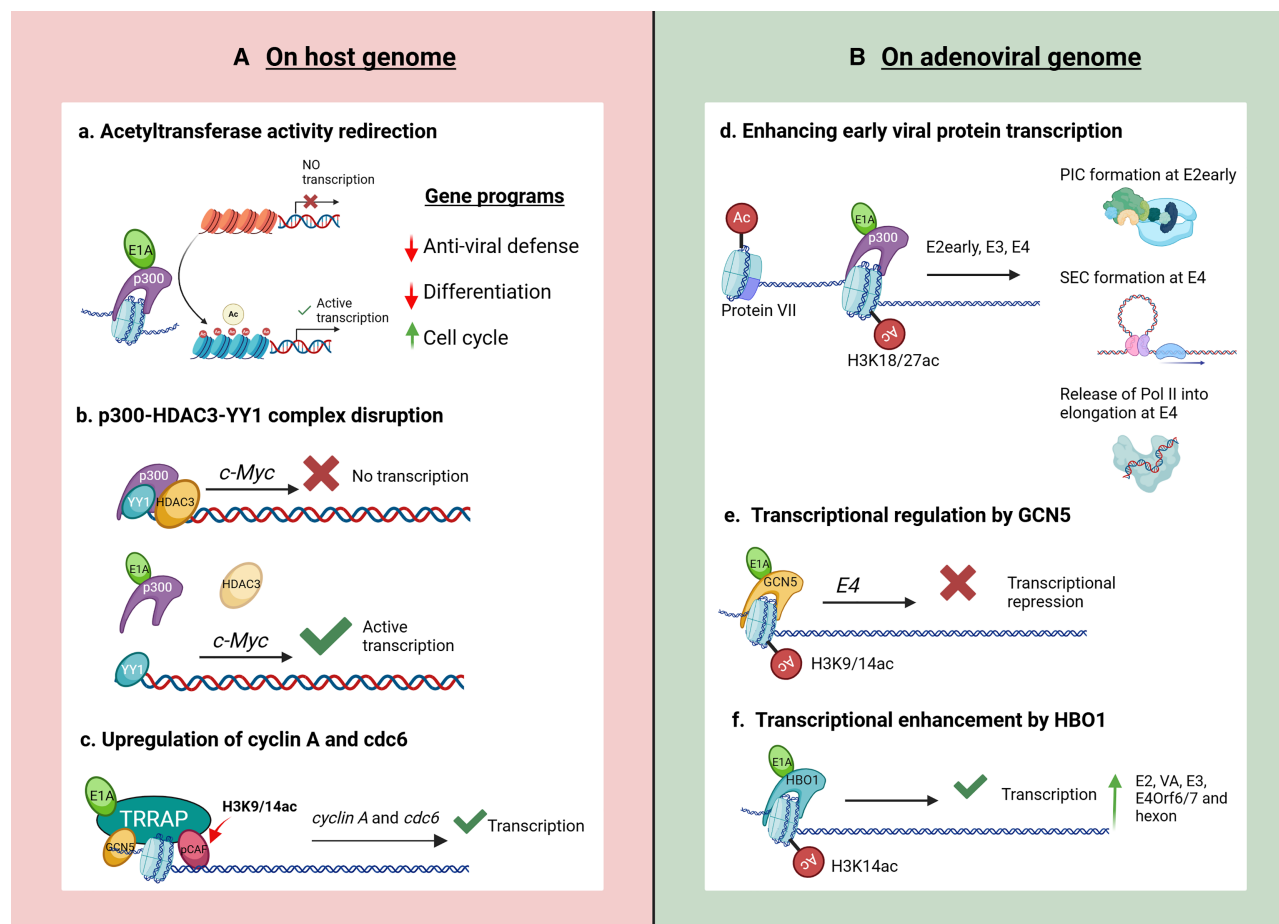 A On host genome
a. Acetyltransferase activity redirection
NO
transcription
E1A
p300
Ac
Ac
Ac
Ac
Ac
Ac
Active
transcription
Gene programs
Anti-viral defense
Differentiation
Cell cycle
b. p300-HDAC3-YY1 complex disruption
p300
YY1
HDAC3
c-Myc
No transcription
E1A
p300
HDAC3
c-Myc
Active
transcription
YY1
c. Upregulation of cyclin A and cdc6
E1A
TRRAP
GCN5
pCAF
H3K9/14ac
cyclin A and cdc6
Transcription
B On adenoviral genome
d. Enhancing early viral protein transcription
Ac
Protein VII
E1A
p300
Ac
H3K18/27ac
E2early, E3, E4
PIC formation at E2early
SEC formation at E4
Release of Pol II into
elongation at E4
e. Transcriptional regulation by GCN5
E1A
GCN5
E4
Transcriptional
repression
Ac
H3K9/14ac
f. Transcriptional enhancement by HBO1
E1A
HBO1
Transcription
E2, VA, E3,
E4Orf6/7 and
hexon
Ac
H3K14ac